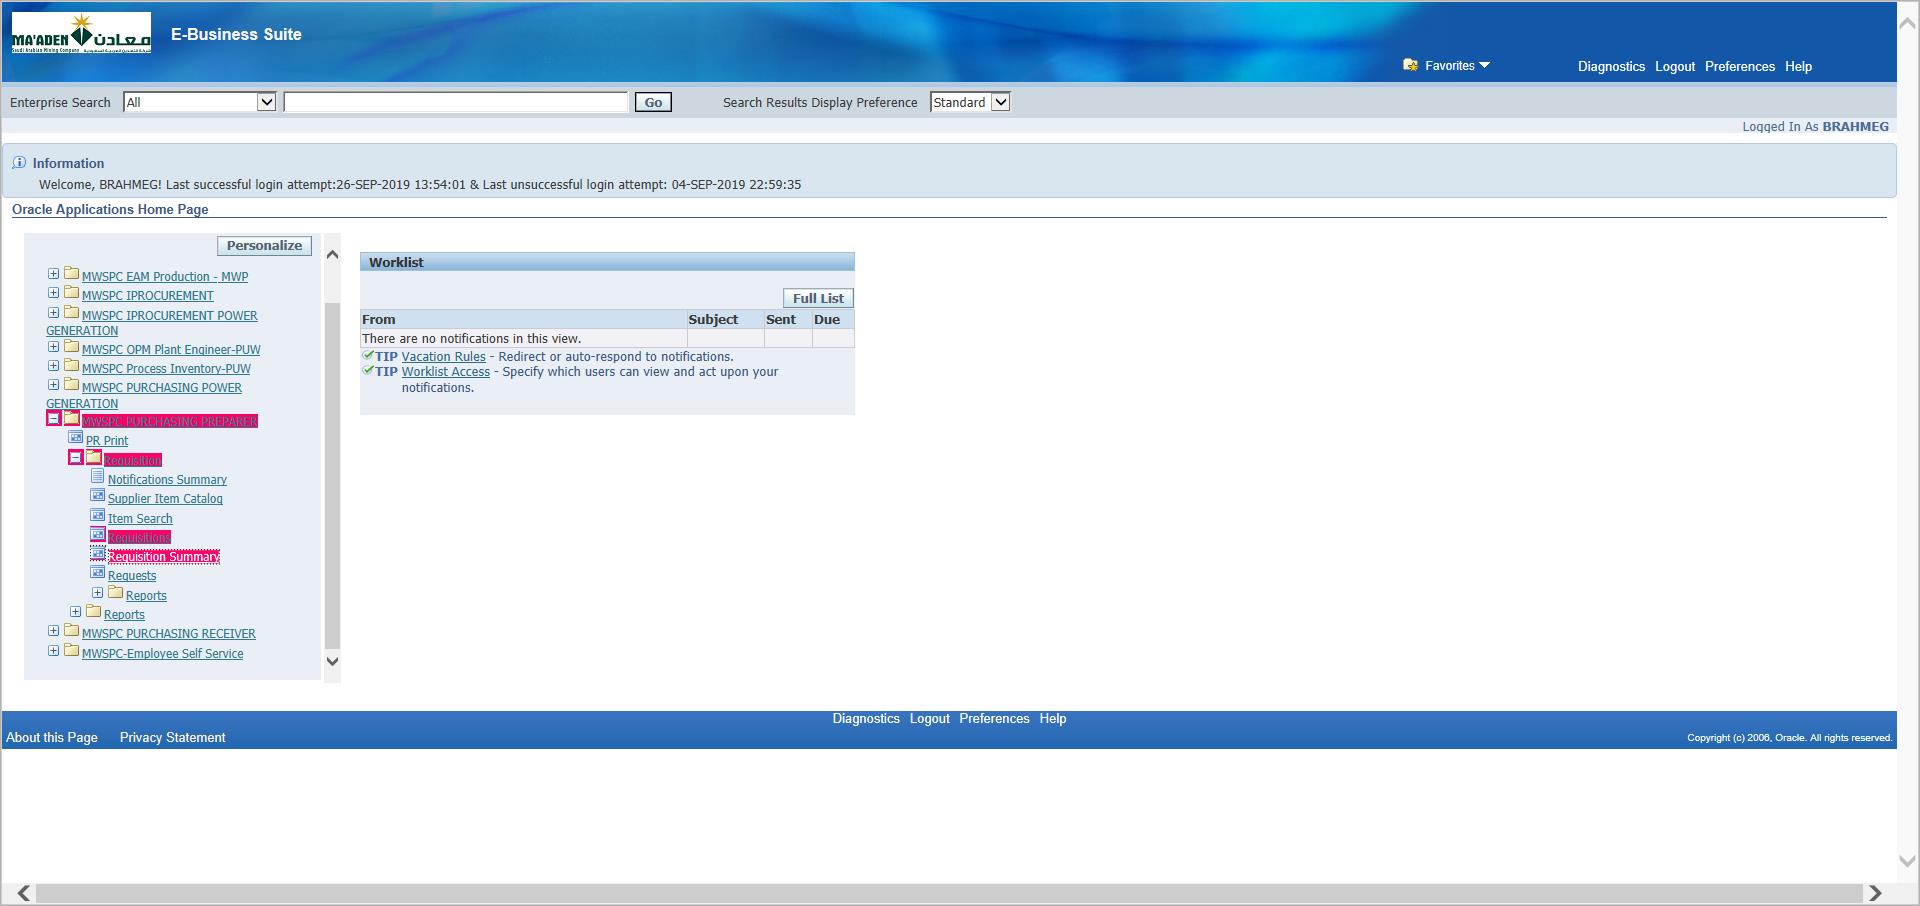 MA'ADEN معادن
E-Business Suite
Favorites
Diagnostics Logout Preferences Help
Enterprise Search All Go Search Results Display Preference Standard
Logged In As BRAHMEG
Information
Welcome, BRAHMEG! Last successful login attempt:26-SEP-2019 13:54:01 & Last unsuccessful login attempt: 04-SEP-2019 22:59:35
Oracle Applications Home Page
Personalize
MWSPC EAM Production - MWP
MWSPC IPROCUREMENT
MWSPC IPROCUREMENT POWER
GENERATION
MWSPC OPM Plant Engineer-PUW
MWSPC Process Inventory-PUW
MWSPC PURCHASING POWER
GENERATION
MWSPC PURCHASING PREPARER
PR Print
Requisition
Notifications Summary
Supplier Item Catalog
Item Search
Requisitions
Requisition Summary
Requests
Reports
Reports
MWSPC PURCHASING RECEIVER
MWSPC-Employee Self Service
Worklist
Full List
From Subject Sent Due
There are no notifications in this view.
TIP Vacation Rules - Redirect or auto-respond to notifications.
TIP Worklist Access - Specify which users can view and act upon your
notifications.
Diagnostics Logout Preferences Help
About this Page Privacy Statement
Copyright (c) 2006, Oracle. All rights reserved.